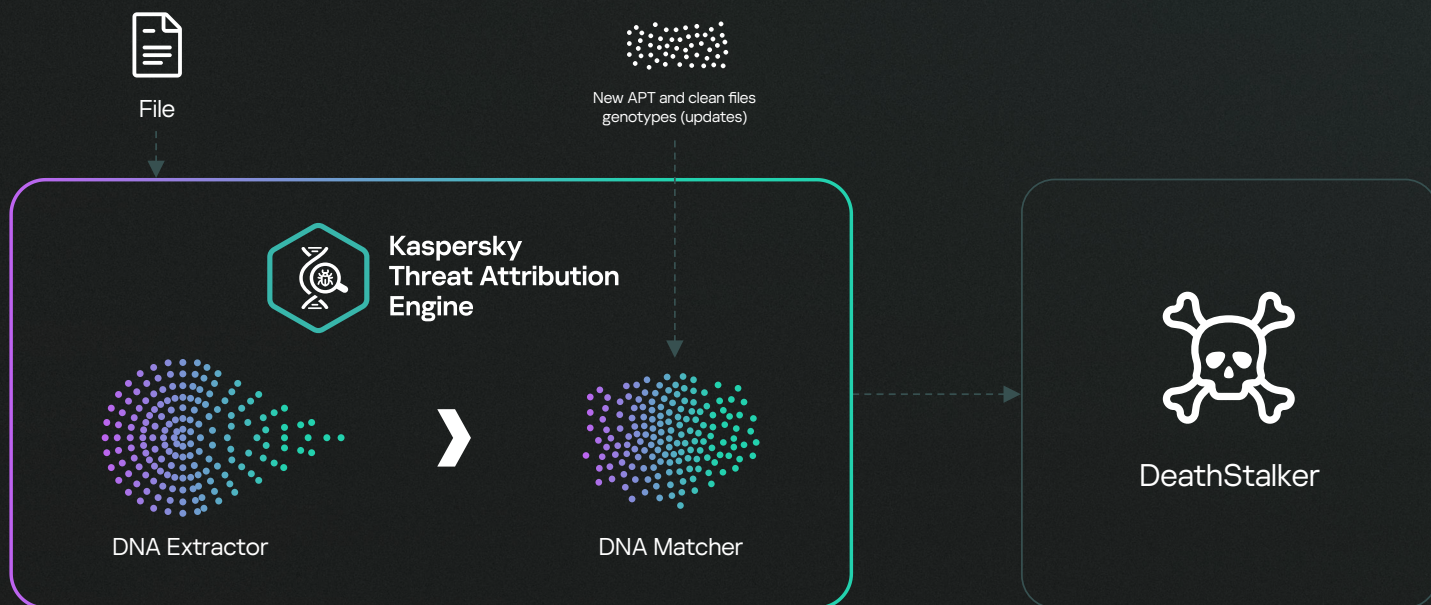 File
New APT and clean files
genotypes (updates)
Kaspersky
Threat Attribution
Engine
DNA Extractor
DNA Matcher
DeathStalker